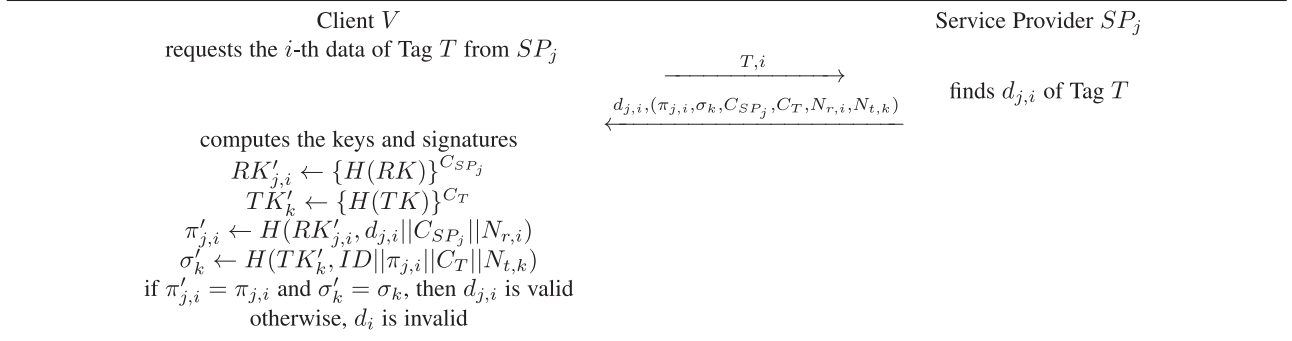 Client V
Service Provider SP_j
requests the i-th data of Tag T from SP_j
T,i
finds d_{j,i} of Tag T
d_{j,i},(π_{j,i},σ_k,C_{SP_j},C_T,N_{r,i},N_{t,k})
computes the keys and signatures
RK'_{j,i} ← {H(RK)}^{C_{SP_j}}
TK'_k ← {H(TK)}^{C_T}
π'_{j,i} ← H(RK'_{j,i}, d_{j,i}||C_{SP_j}||N_{r,i})
σ'_k ← H(TK'_k, ID||π_{j,i}||C_T||N_{t,k})
if π'_{j,i} = π_{j,i} and σ'_k = σ_k, then d_{j,i} is valid
otherwise, d_i is invalid